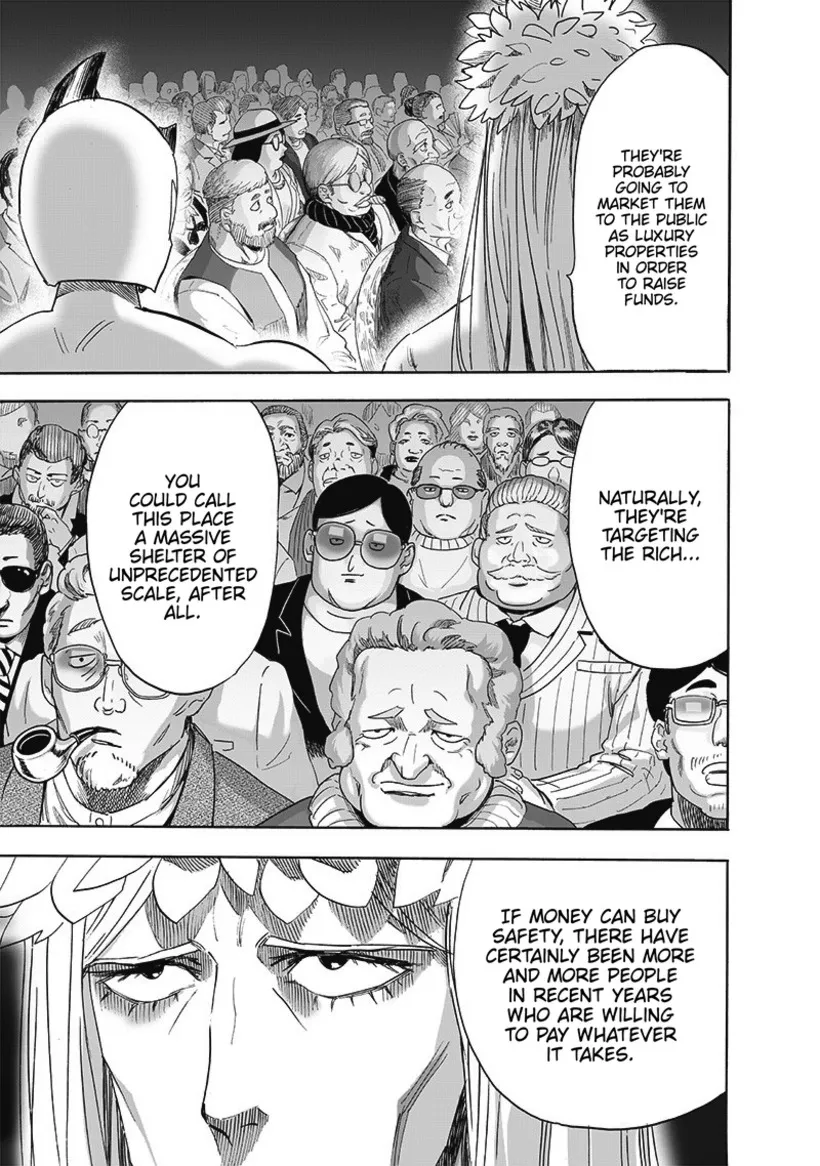 THEY'RE
PROBABLY
GOING TO
MARKET THEM
TO THE PUBLIC
AS LUXURY
PROPERTIES
IN ORDER
TO RAISE
FUNDS.
NATURALLY,
THEY'RE
TARGETING
THE RICH...
YOU
COULD CALL
THIS PLACE
A MASSIVE
SHELTER OF
UNPRECEDENTED
SCALE, AFTER
ALL.
IF MONEY CAN BUY
SAFETY, THERE HAVE
CERTAINLY BEEN MORE
AND MORE PEOPLE
IN RECENT YEARS
WHO ARE WILLING
TO PAY WHATEVER
IT TAKES.